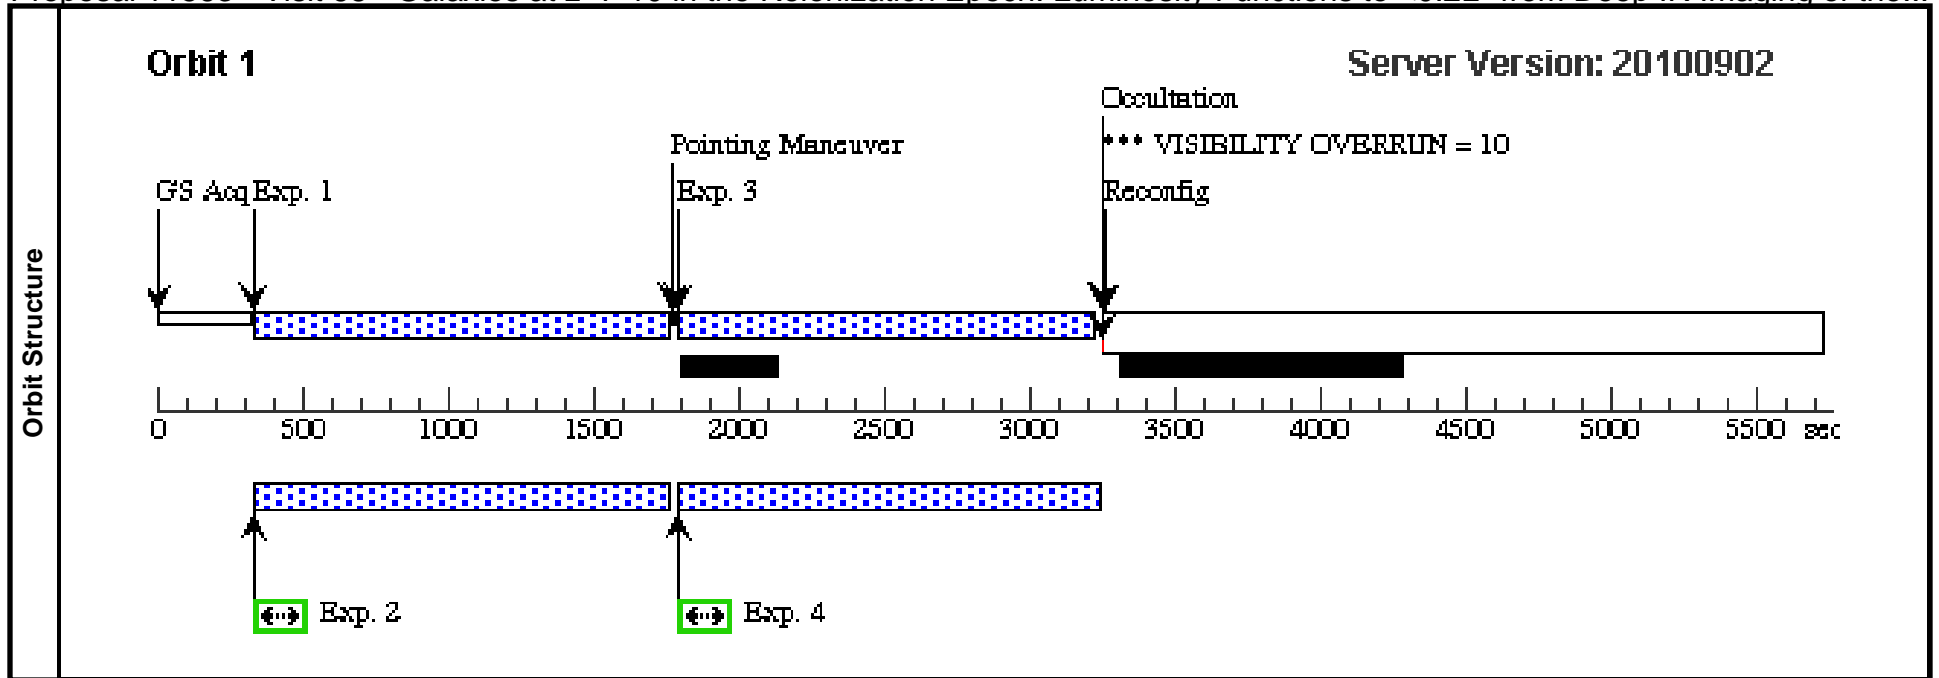 Orbit 1
Server Version: 20100902
Occultation
Pointing Maneuver
*** VISIBILITY OVERRUN = 10
GS Acq
Exp. 1
Exp. 3
Reconfig
Orbit Structure
0 500 1000 1500 2000 2500 3000 3500 4000 4500 5000 5500 sec
Exp. 2
Exp. 4